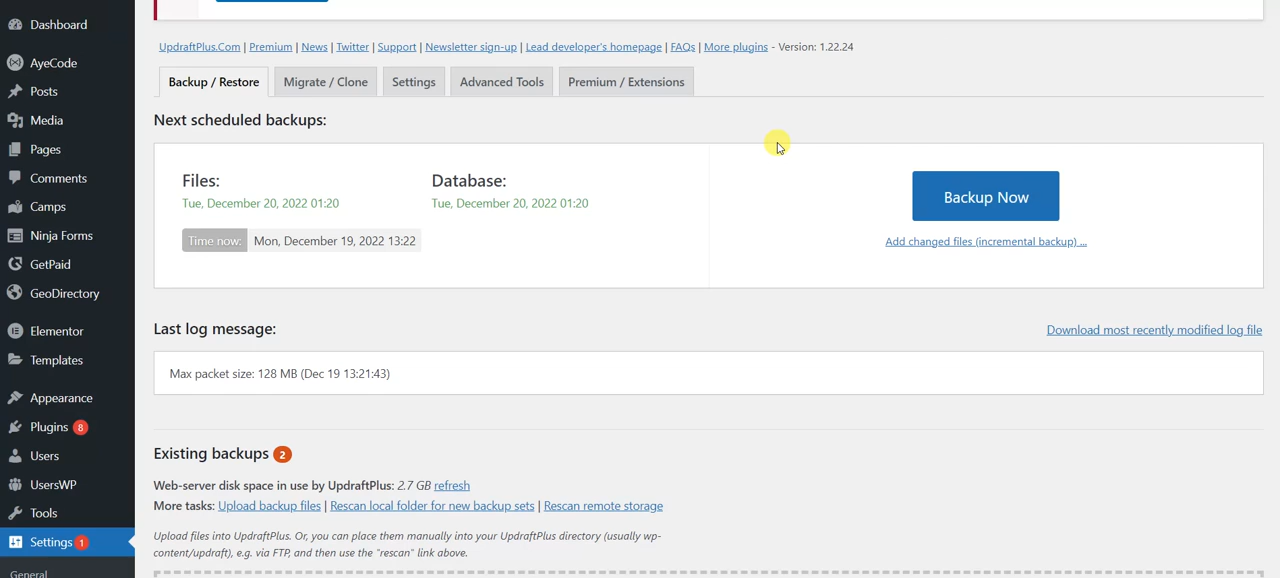 Dashboard
AyeCode
Posts
Media
Pages
Comments
Camps
Ninja Forms
GetPaid
GeoDirectory
Elementor
Templates
Appearance
Plugins 8
Users
UsersWP
Tools
Settings 1
General
UpdraftPlus.Com | Premium | News | Twitter | Support | Newsletter sign-up | Lead developer's homepage | FAQs | More plugins - Version: 1.22.24
Backup / Restore Migrate / Clone Settings Advanced Tools Premium / Extensions
Next scheduled backups:
Files: Database:
Tue, December 20, 2022 01:20 Tue, December 20, 2022 01:20
Time now: Mon, December 19, 2022 13:22
Backup Now
Add changed files (incremental backup) ...
Last log message: Download most recently modified log file
Max packet size: 128 MB (Dec 19 13:21:43)
Existing backups 2
Web-server disk space in use by UpdraftPlus: 2.7 GB refresh
More tasks: Upload backup files | Rescan local folder for new backup sets | Rescan remote storage
Upload files into UpdraftPlus. Or, you can place them manually into your UpdraftPlus directory (usually wp-
content/updraft), e.g. via FTP, and then use the "rescan" link above.